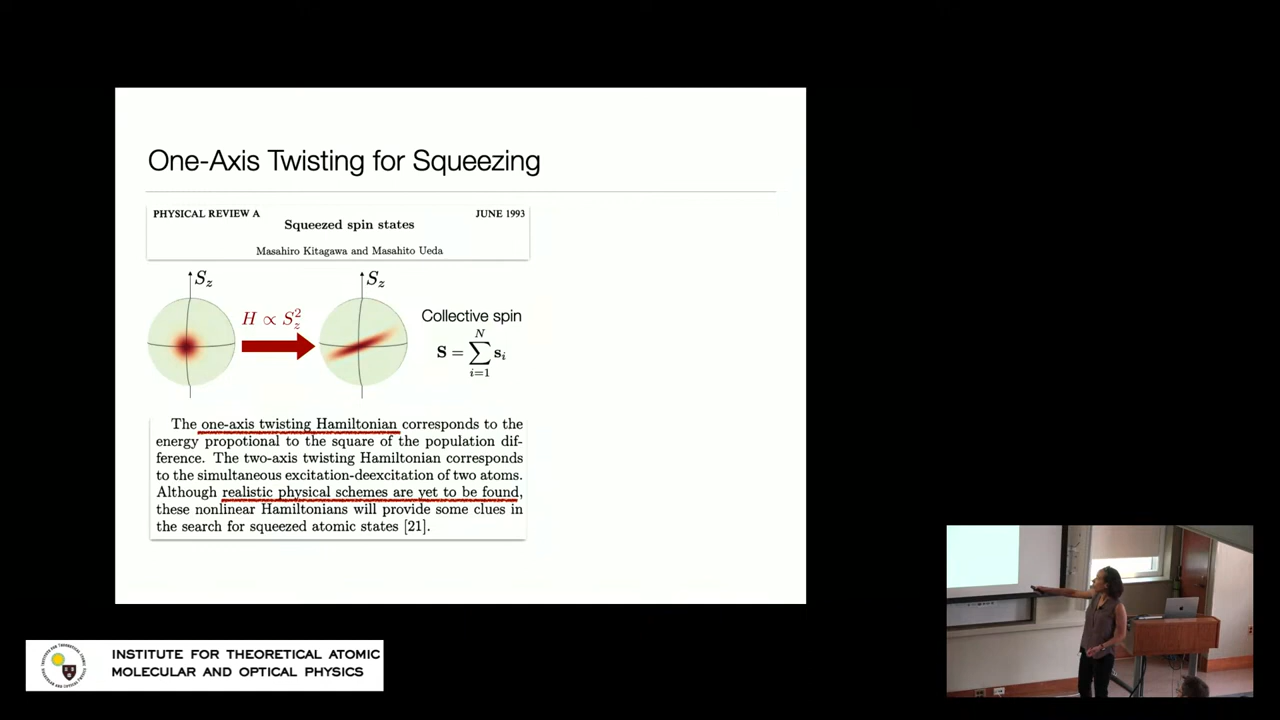 One-Axis Twisting for Squeezing
PHYSICAL REVIEW A
JUNE 1993
Squeezed spin states
Masahiro Kitagawa and Masahito Ueda
S_z
H ∝ S_z^2
S_z
Collective spin
S = ∑_{i=1}^{N} s_i
The one-axis twisting Hamiltonian corresponds to the
energy propotional to the square of the population dif-
ference. The two-axis twisting Hamiltonian corresponds
to the simultaneous excitation-deexcitation of two atoms.
Although realistic physical schemes are yet to be found,
these nonlinear Hamiltonians will provide some clues in
the search for squeezed atomic states [21].
INSTITUTE FOR THEORETICAL ATOMIC
MOLECULAR AND OPTICAL PHYSICS